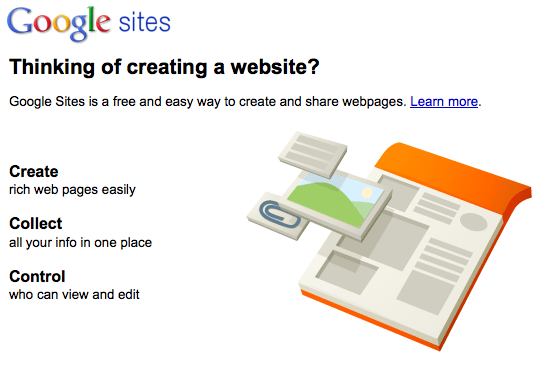 Google sites
Thinking of creating a website?
Google Sites is a free and easy way to create and share webpages. Learn more.
Create
rich web pages easily
Collect
all your info in one place
Control
who can view and edit